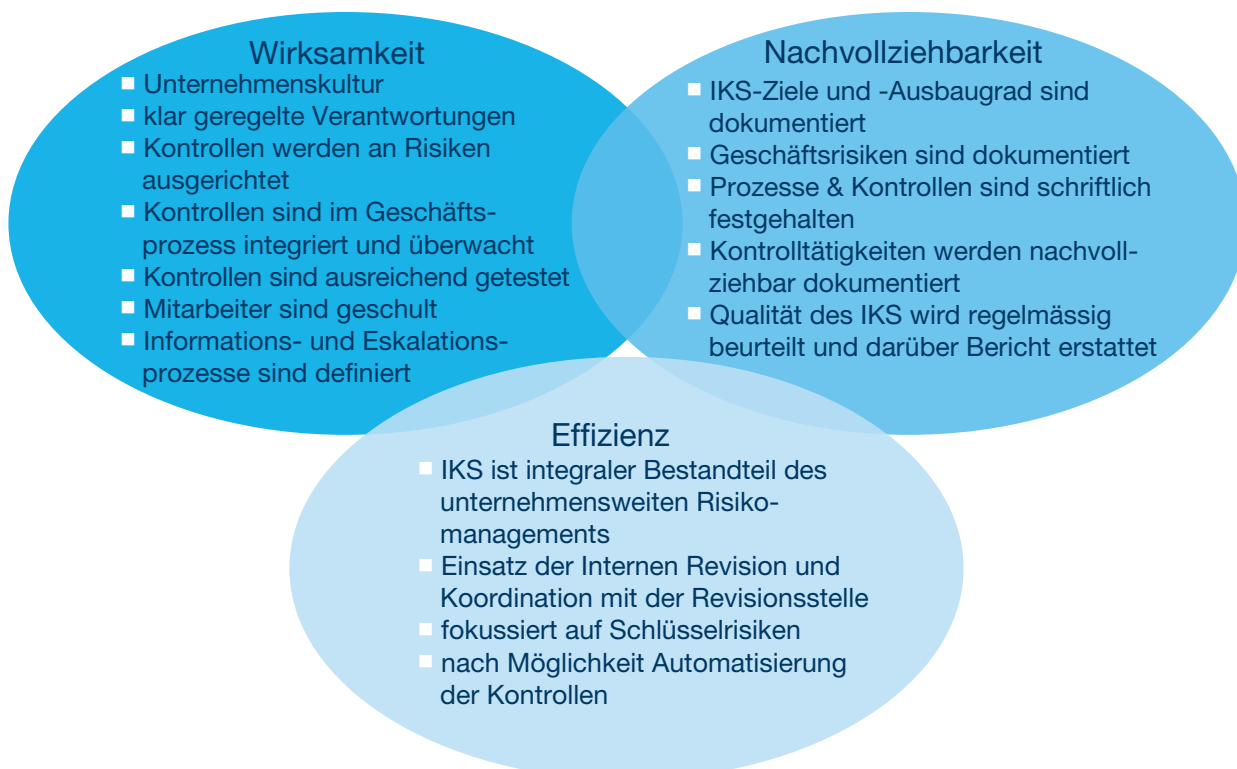 Wirksamkeit
Unternehmenskultur
klar geregelte Verantwortungen
Kontrollen werden an Risiken
ausgerichtet
Kontrollen sind im Geschäfts-
prozess integriert und überwacht
Kontrollen sind ausreichend getestet
Mitarbeiter sind geschult
Informations- und Eskalations-
prozesse sind definiert
Nachvollziehbarkeit
IKS-Ziele und -Ausbaugrad sind
dokumentiert
Geschäftsrisiken sind dokumentiert
Prozesse & Kontrollen sind schriftlich
festgehalten
Kontrolltätigkeiten werden nachvoll-
ziehbar dokumentiert
Qualität des IKS wird regelmässig
beurteilt und darüber Bericht erstattet
Effizienz
IKS ist integraler Bestandteil des
unternehmensweiten Risiko-
managements
Einsatz der Internen Revision und
Koordination mit der Revisionsstelle
fokussiert auf Schlüsselrisiken
nach Möglichkeit Automatisierung
der Kontrollen